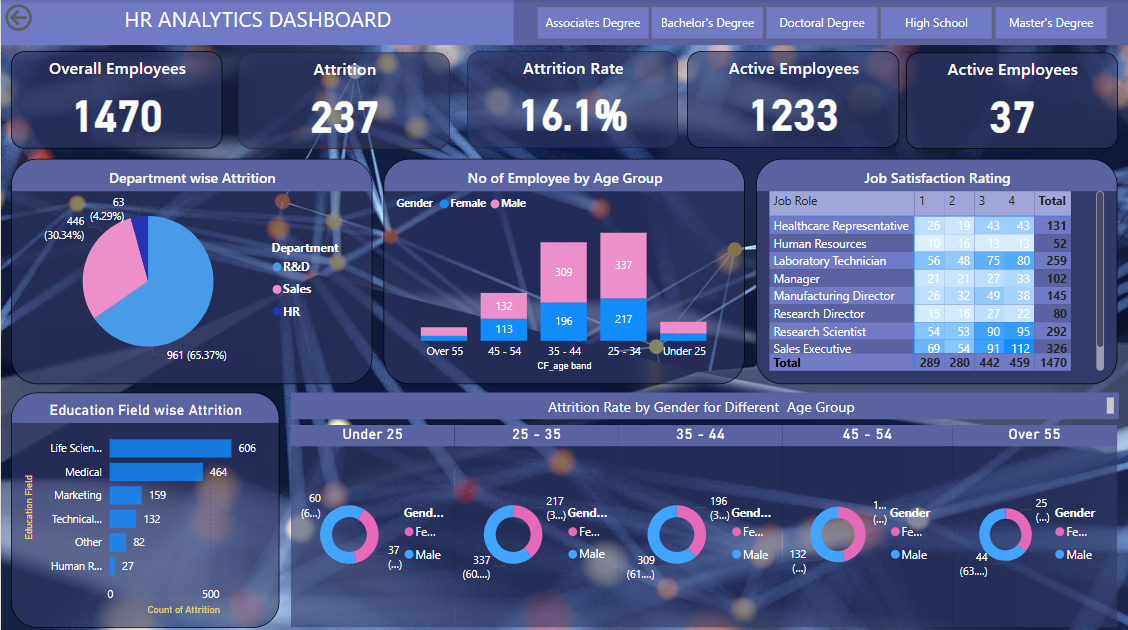 HR ANALYTICS DASHBOARD
Associates Degree
Bachelor's Degree
Doctoral Degree
High School
Master's Degree
Overall Employees
1470
Attrition
237
Attrition Rate
16.1%
Active Employees
1233
Active Employees
37
Department wise Attrition
63
(4.29%)
446
(30.34%)
961 (65.37%)
Department
R&D
Sales
HR
No of Employee by Age Group
Gender Female Male
132
113
309
196
337
217
Over 55 45 - 54 35 - 44 25 - 34 Under 25
CF_age band
Job Satisfaction Rating
Job Role 1 2 3 4 Total
Healthcare Representative 26 19 43 43 131
Human Resources 10 16 13 13 52
Laboratory Technician 56 48 75 80 259
Manager 21 21 27 33 102
Manufacturing Director 26 32 49 38 145
Research Director 15 16 27 22 80
Research Scientist 54 53 90 95 292
Sales Executive 69 54 91 112 326
Total 289 280 442 459 1470
Education Field wise Attrition
Education Field
Life Scien... 606
Medical 464
Marketing 159
Technical... 132
Other 82
Human R... 27
0 500
Count of Attrition
Attrition Rate by Gender for Different Age Group
Under 25
60
(6...)
37
(...)
Gend...
Fe...
Male
25 - 35
217
(3...)
337
(60....)
Gend...
Fe...
Male
35 - 44
196
(3...)
309
(61....)
Gend...
Fe...
Male
45 - 54
1...
(...)
132
(...)
Gender
Fe...
Male
Over 55
25
(...)
44
(63....)
Gender
Fe...
Male